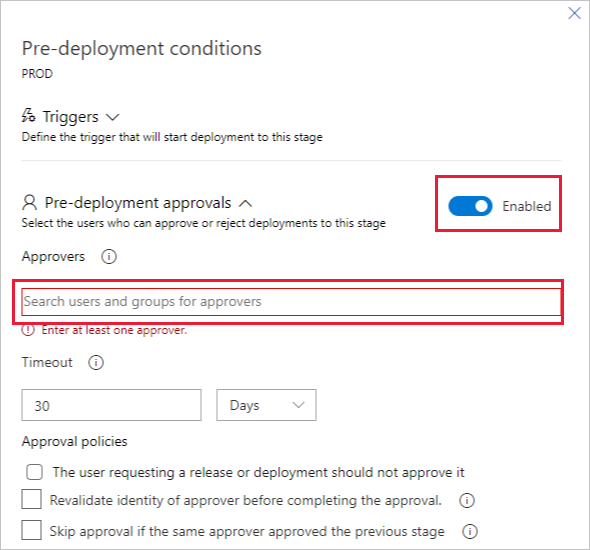 Pre-deployment conditions
PROD
Triggers
Define the trigger that will start deployment to this stage
Pre-deployment approvals
Enabled
Select the users who can approve or reject deployments to this stage
Approvers
Search users and groups for approvers
Enter at least one approver.
Timeout
30
Days
Approval policies
The user requesting a release or deployment should not approve it
Revalidate identity of approver before completing the approval.
Skip approval if the same approver approved the previous stage